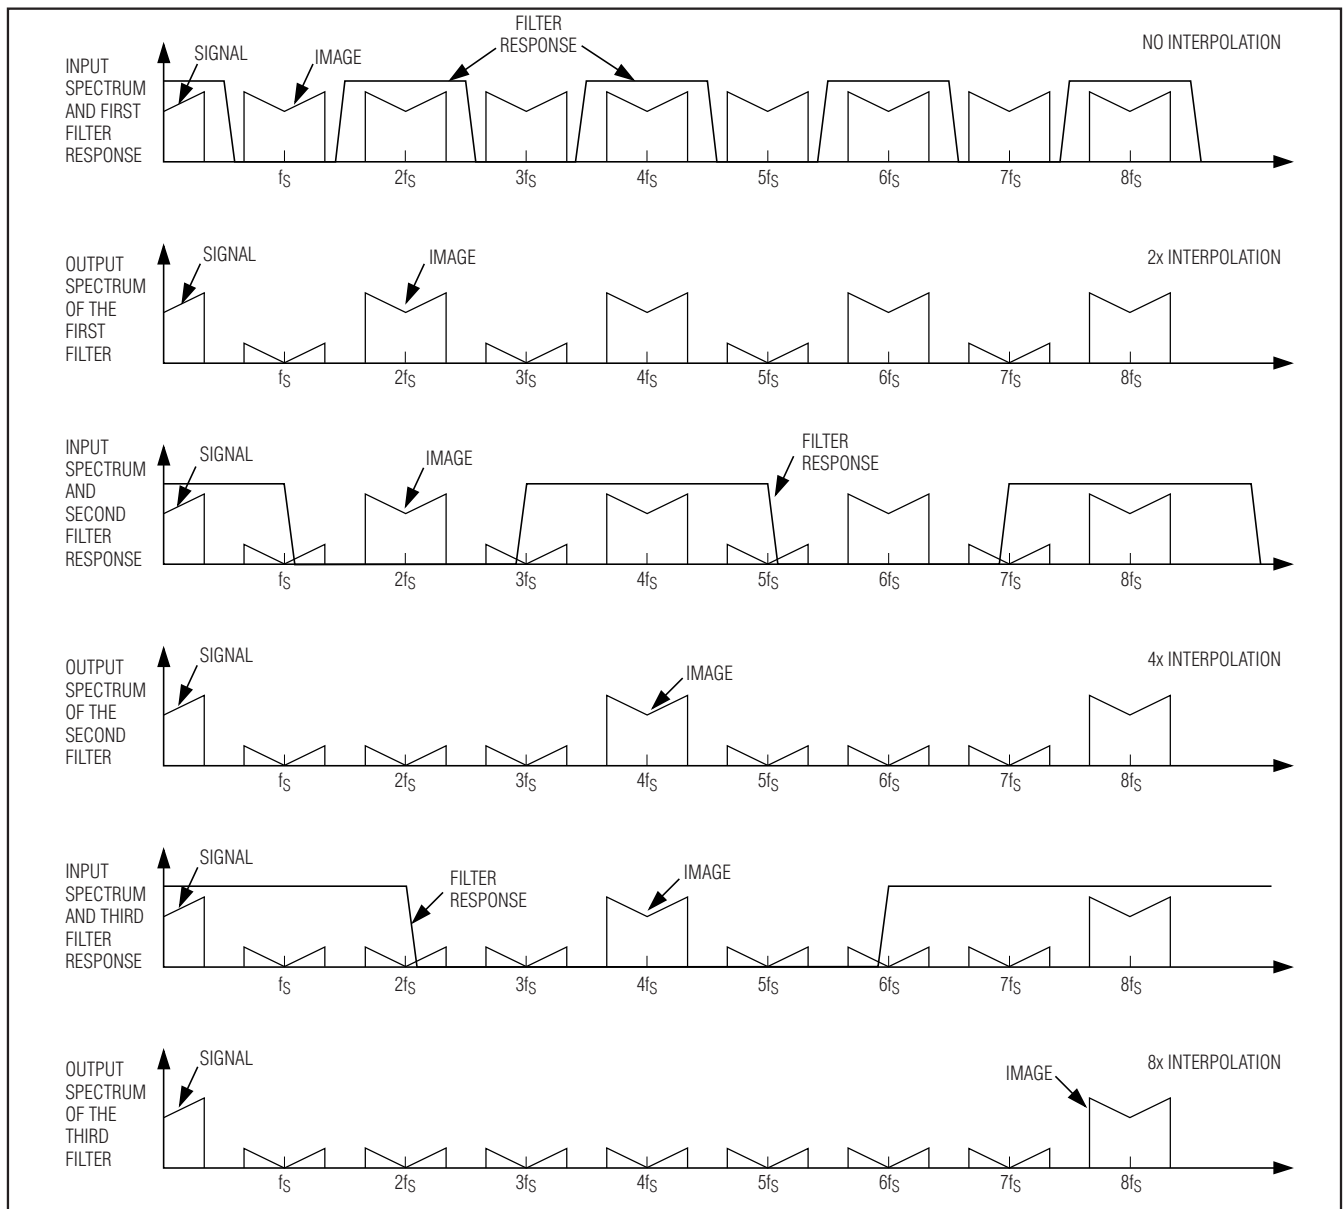 FILTER
RESPONSE
NO INTERPOLATION
SIGNAL
IMAGE
INPUT
SPECTRUM
AND FIRST
FILTER
RESPONSE
fS 2fS 3fS 4fS 5fS 6fS 7fS 8fS
SIGNAL
IMAGE
2x INTERPOLATION
OUTPUT
SPECTRUM
OF THE
FIRST
FILTER
fS 2fS 3fS 4fS 5fS 6fS 7fS 8fS
FILTER
RESPONSE
SIGNAL
IMAGE
INPUT
SPECTRUM
AND
SECOND
FILTER
RESPONSE
fS 2fS 3fS 4fS 5fS 6fS 7fS 8fS
SIGNAL
IMAGE
4x INTERPOLATION
OUTPUT
SPECTRUM
OF THE
SECOND
FILTER
fS 2fS 3fS 4fS 5fS 6fS 7fS 8fS
SIGNAL
FILTER
RESPONSE
IMAGE
INPUT
SPECTRUM
AND THIRD
FILTER
RESPONSE
fS 2fS 3fS 4fS 5fS 6fS 7fS 8fS
SIGNAL
IMAGE
8x INTERPOLATION
OUTPUT
SPECTRUM
OF THE
THIRD
FILTER
fS 2fS 3fS 4fS 5fS 6fS 7fS 8fS